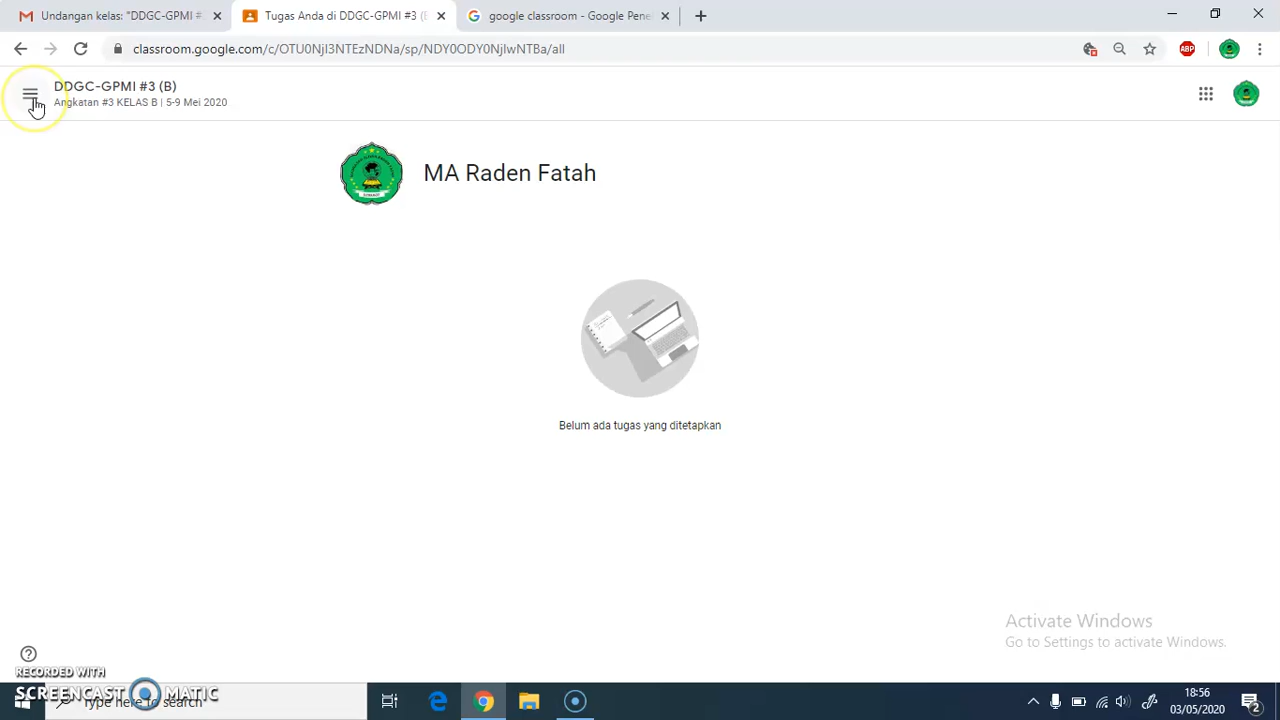 Undangan kelas: "DDGC-GPMI #3
Tugas Anda di DDGC-GPMI #3 (B
google classroom - Google Pene
classroom.google.com/c/OTU0NjI3NTEzNDNa/sp/NDY0ODY0NjIwNTBa/all
ABP
DDGC-GPMI #3 (B)
Angkatan #3 KELAS B | 5-9 Mei 2020
MA Raden Fatah
Belum ada tugas yang ditetapkan
Activate Windows
Go to Settings to activate Windows.
RECORDED WITH
SCREENCAST MATIC
Type here to search
18:56
03/05/2020
2